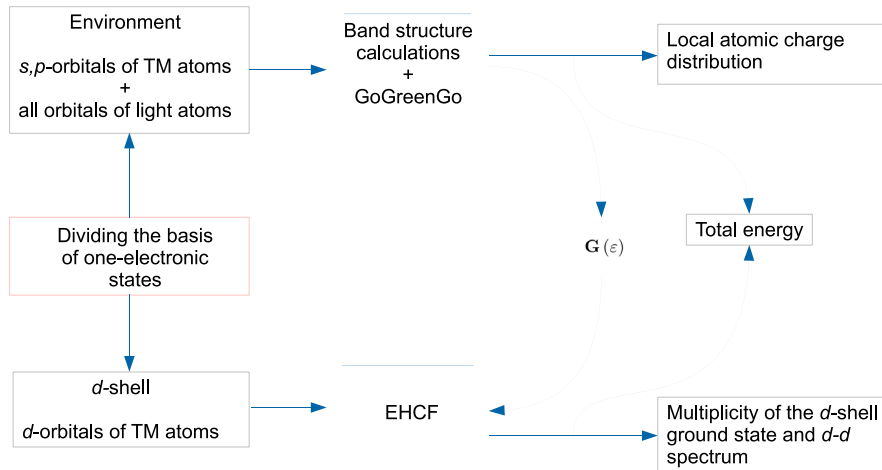 Environment
s,p-orbitals of TM atoms
+
all orbitals of light atoms
Band structure
calculations
+
GoGreenGo
Local atomic charge
distribution
Dividing the basis
of one-electronic
states
G (ε)
Total energy
d-shell
d-orbitals of TM atoms
EHCF
Multiplicity of the d-shell
ground state and d-d
spectrum